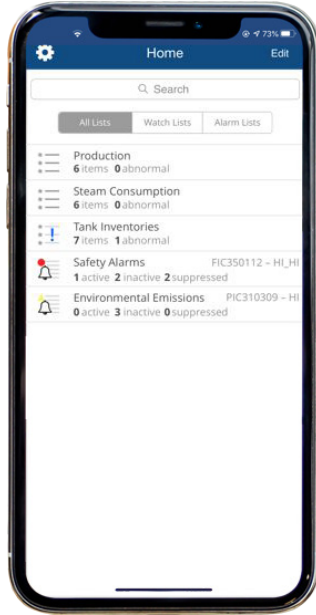 73%
Home
Edit
Search
All Lists
Watch Lists
Alarm Lists
Production
6 items 0 abnormal
Steam Consumption
6 items 0 abnormal
Tank Inventories
7 items 1 abnormal
Safety Alarms FIC350112 – HI_HI
1 active 2 inactive 2 suppressed
Environmental Emissions PIC310309 – HI
0 active 3 inactive 0 suppressed